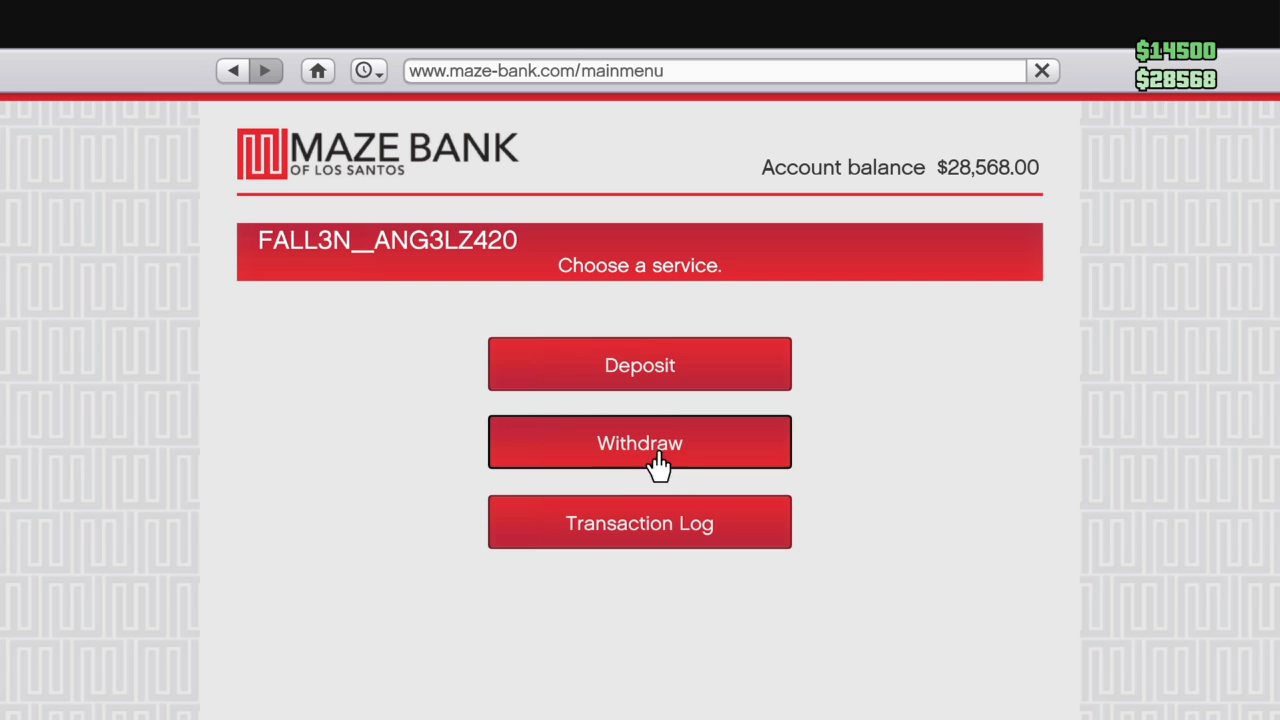 $14500
www.maze-bank.com/mainmenu
$28568
MAZE BANK
OF LOS SANTOS
Account balance $28,568.00
FALL3N__ANG3LZ420
Choose a service.
Deposit
Withdraw
Transaction Log